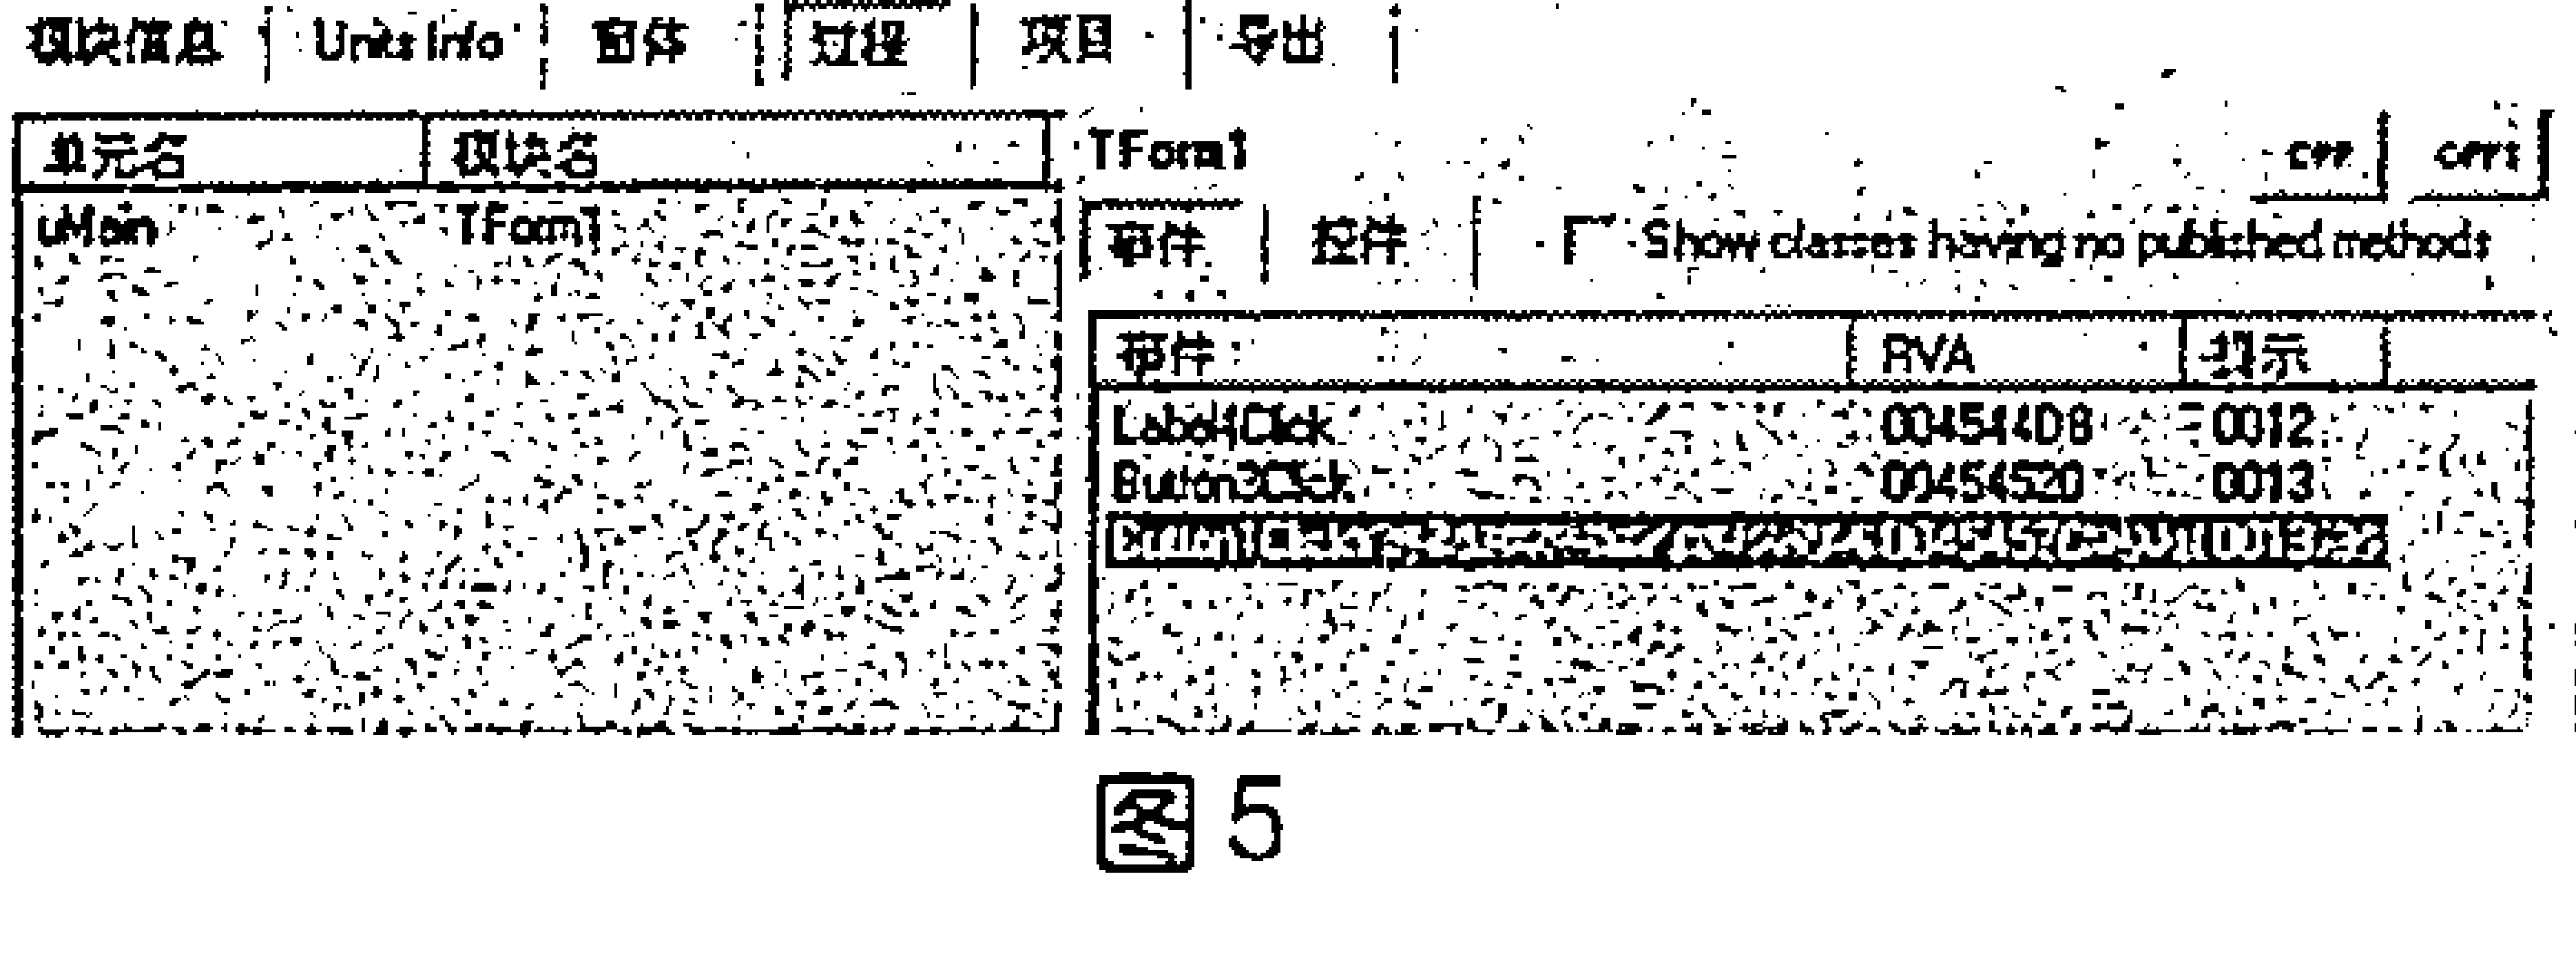 模块信息 Units Info 窗体 过程 项目 导出
单元名 模块名
uMain TForm1
TForm1
事件 控件 Show classes having no published methods
事件 RVA 提示
Label4Click 004544D8 0012
Button3Click 00454520 0013
0013
图 5